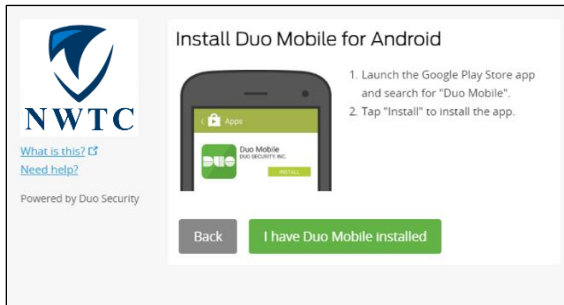 NWTC
What is this?
Need help?
Powered by Duo Security
Install Duo Mobile for Android
Apps
Duo Mobile
DUO SECURITY INC.
DUO
INSTALL
1. Launch the Google Play Store app
and search for "Duo Mobile".
2. Tap "Install" to install the app.
Back
I have Duo Mobile installed